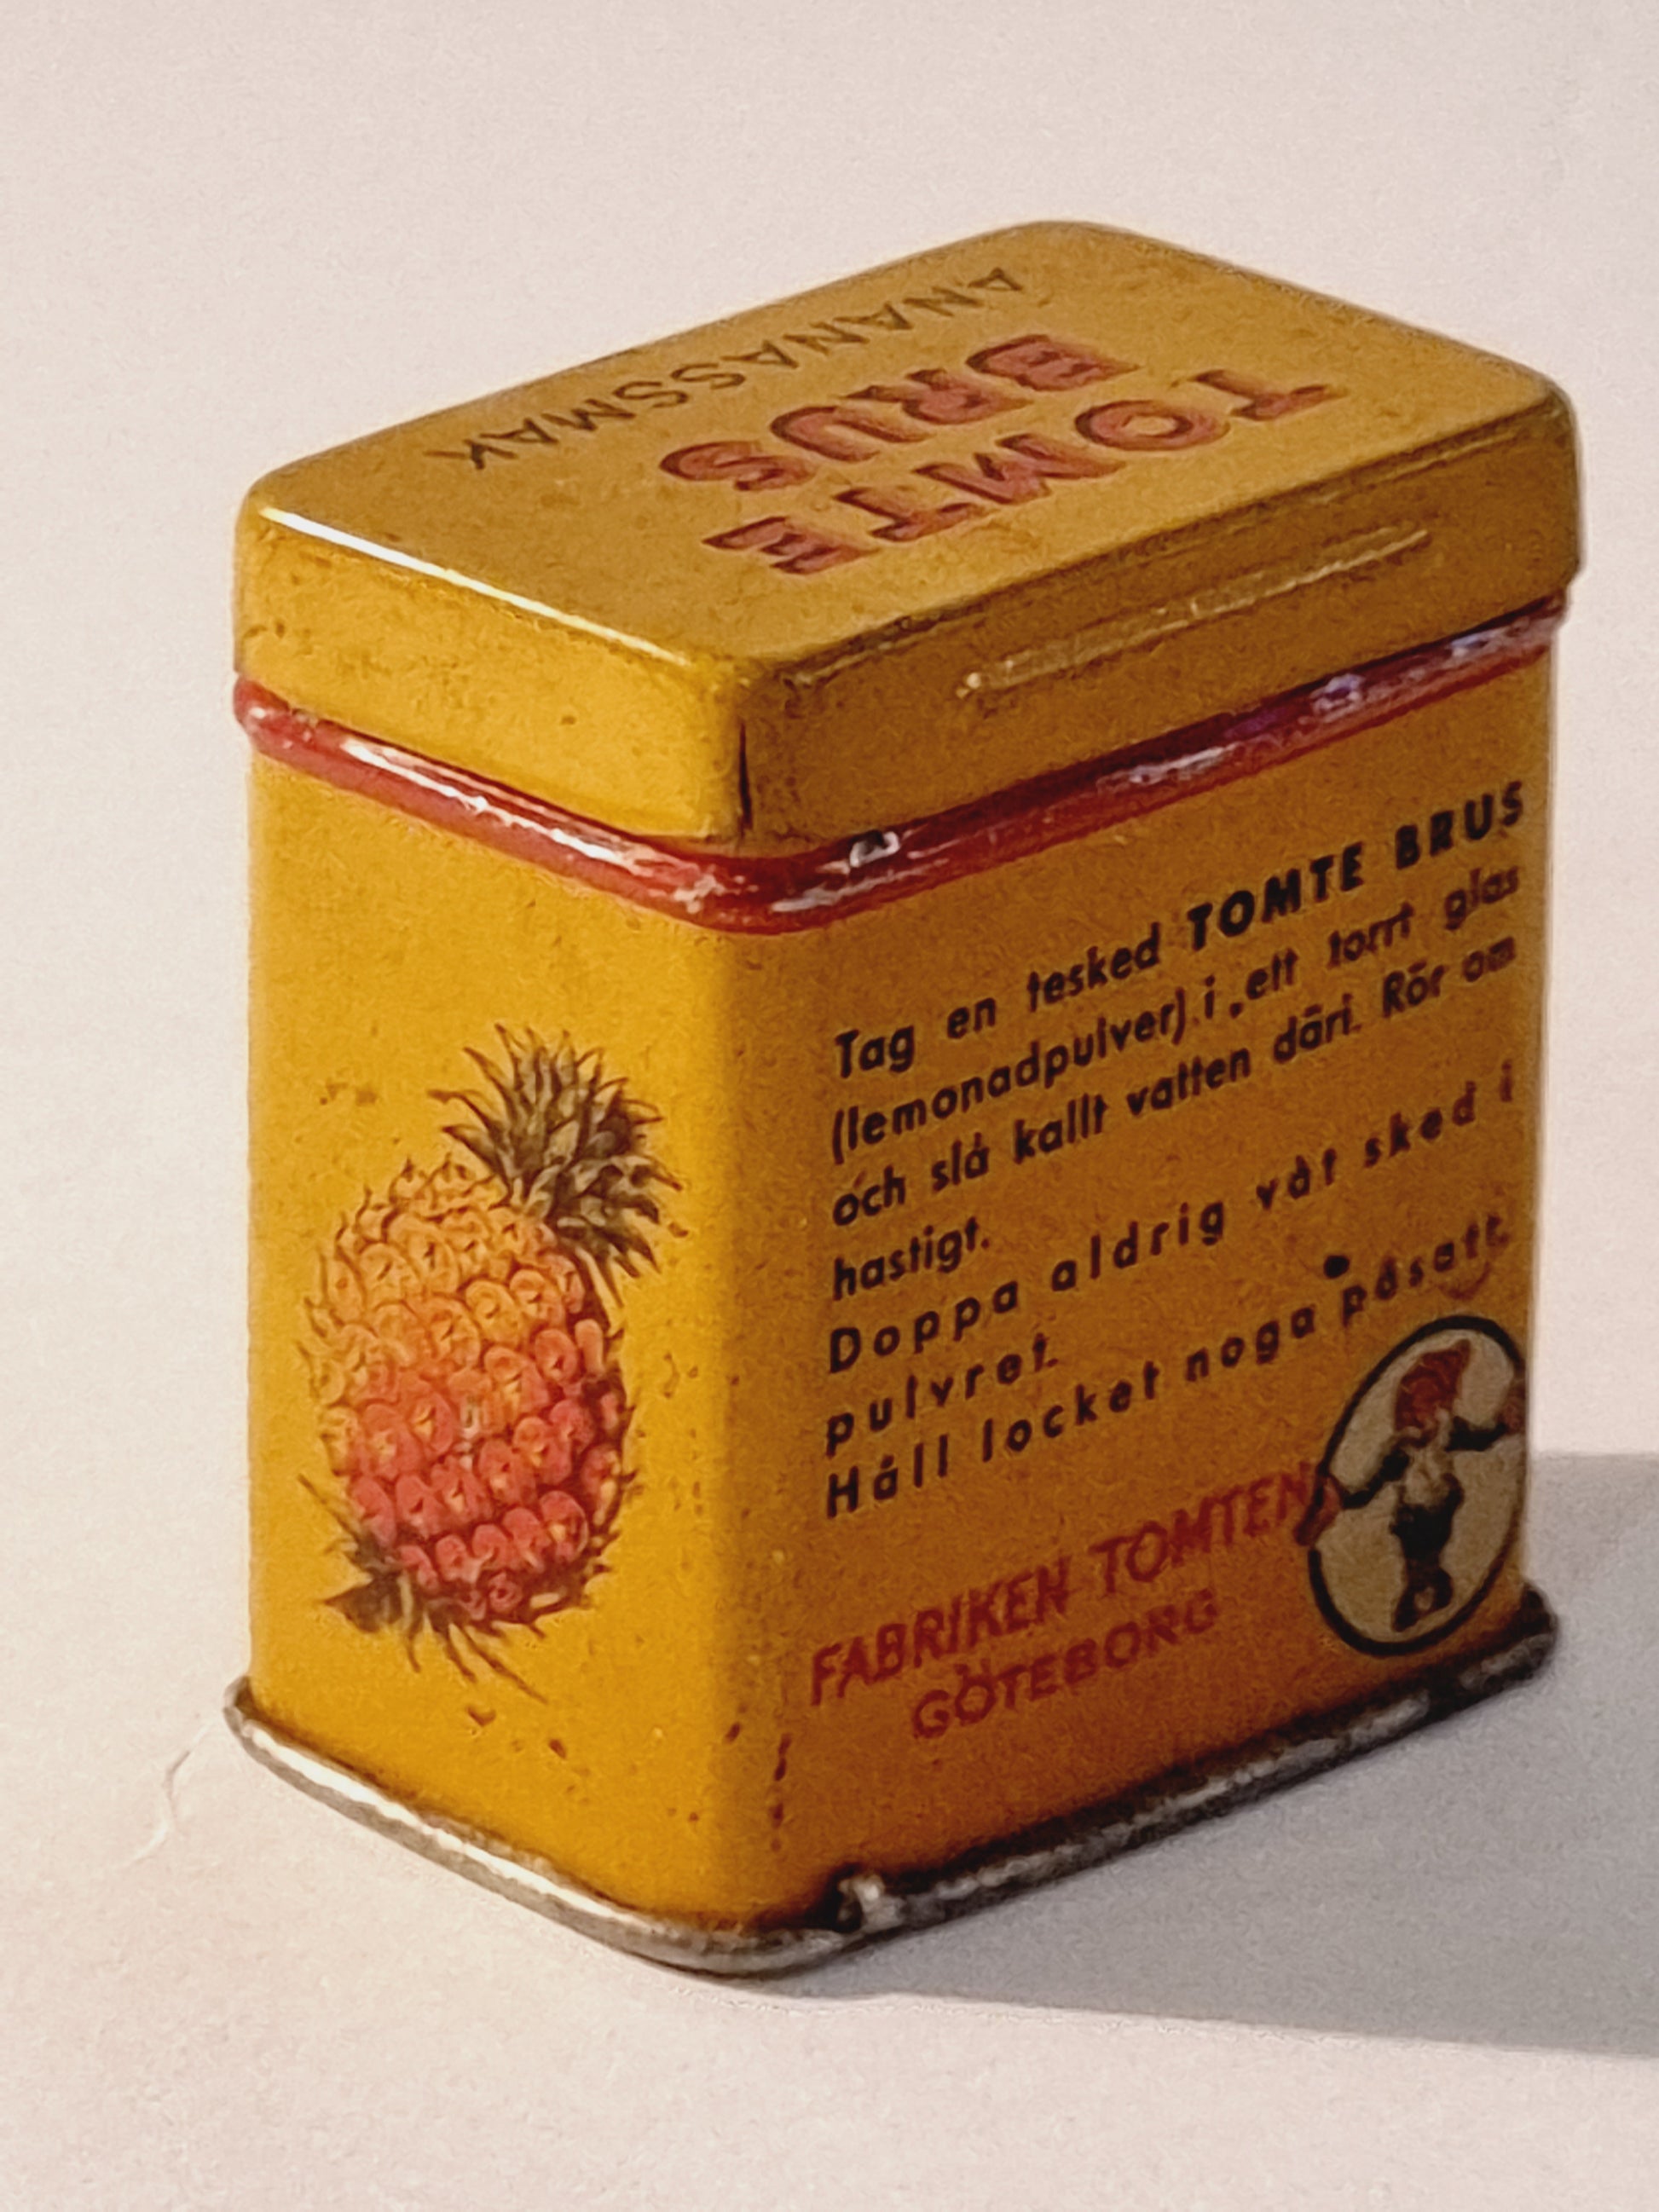 TOMTE
BRUS
ANANASSMAK
Tag en tesked TOMTE BRUS
(lemonadpulver) i ett torrt glas
och slå kallt vatten däri. Rör om
hastigt.
Doppa aldrig våt sked i
pulvret.
Håll locket noga påsatt.
FABRIKEN TOMTEN
GÖTEBORG